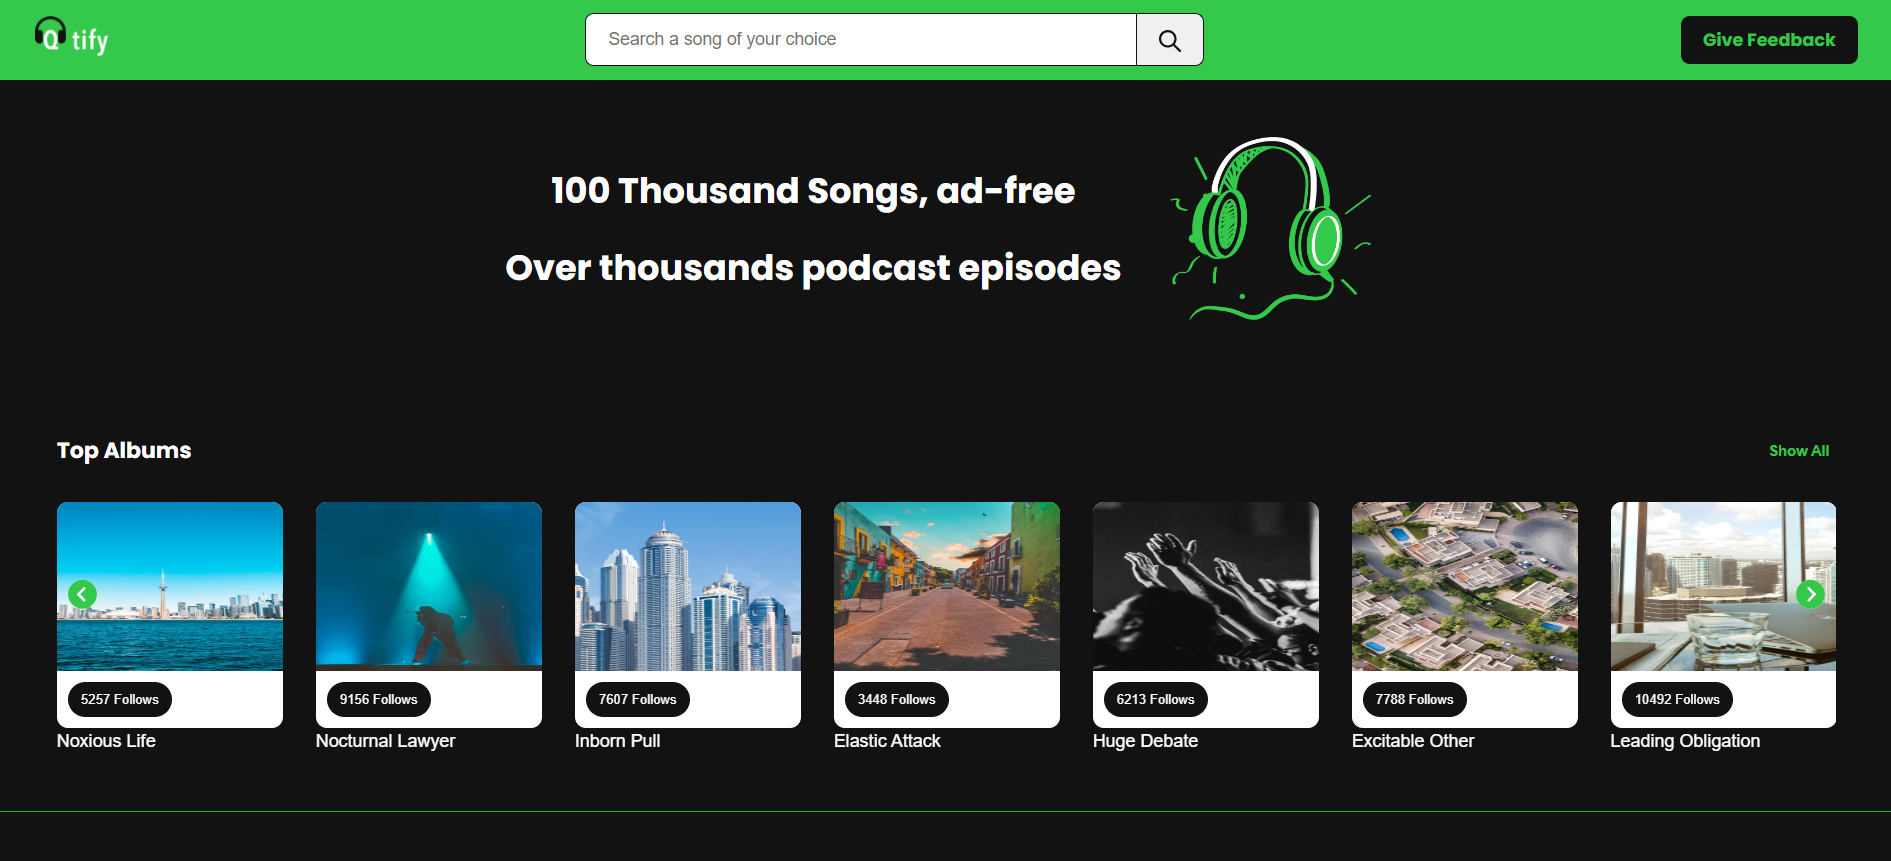 Qtify
Search a song of your choice
Give Feedback
100 Thousand Songs, ad-free
Over thousands podcast episodes
Top Albums
Show All
5257 Follows
9156 Follows
7607 Follows
3448 Follows
6213 Follows
7788 Follows
10492 Follows
Noxious Life
Nocturnal Lawyer
Inborn Pull
Elastic Attack
Huge Debate
Excitable Other
Leading Obligation